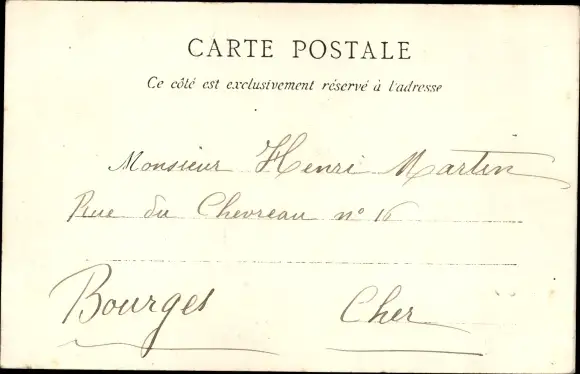 CARTE POSTALE
Ce côté est exclusivement réservé à l'adresse
Monsieur Henri Martin
Rue du Chevreau n° 16
Bourges Cher